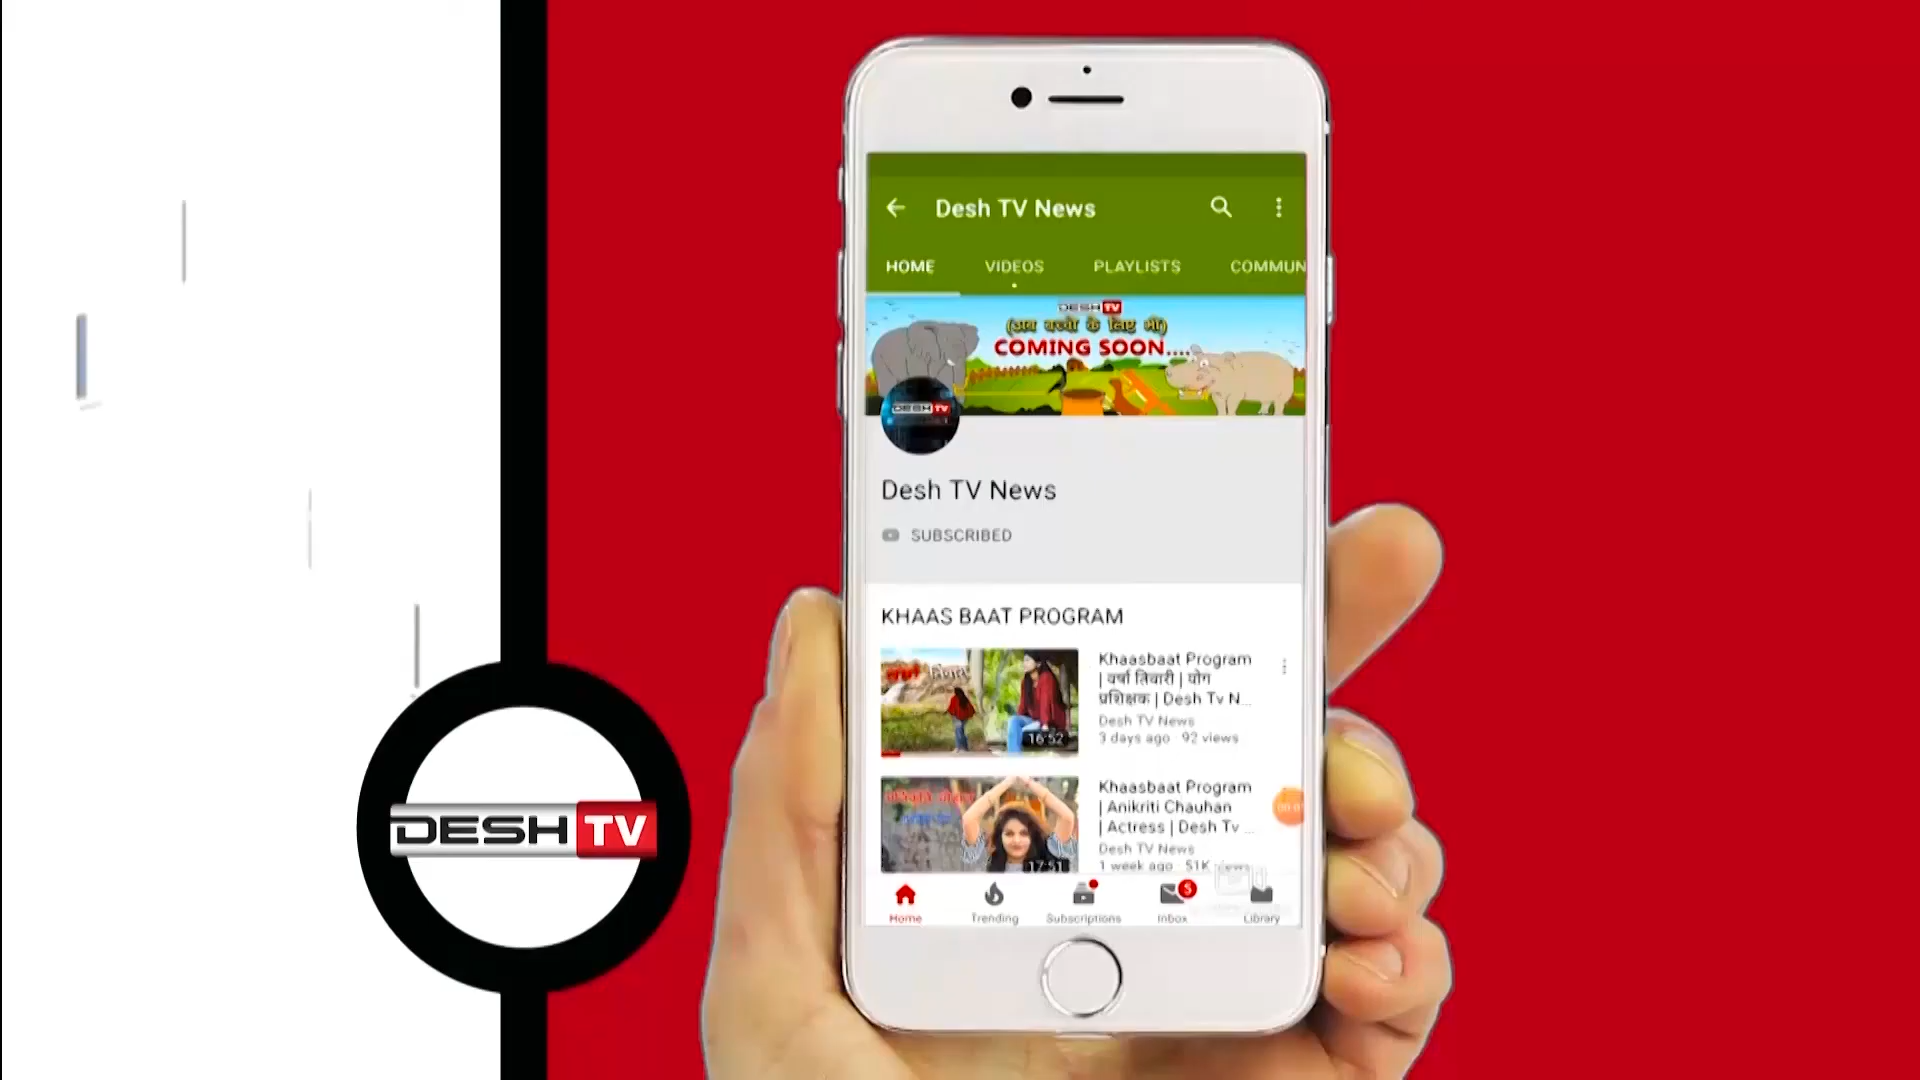 Desh TV News
HOME VIDEOS PLAYLISTS COMMUN
DESH TV
(अब बच्चो के लिए भी)
COMING SOON....
DESH TV
Desh TV News
SUBSCRIBED
KHAAS BAAT PROGRAM
Khaasbaat Program
| वर्षा तिवारी | योग
प्रशिक्षक | Desh Tv N...
Desh TV News
3 days ago · 92 views
16:52
Khaasbaat Program
| Anikriti Chauhan
| Actress | Desh Tv ...
Desh TV News
1 week ago · 51K views
17:51
5
Home Trending Subscriptions Inbox Library
DESH TV